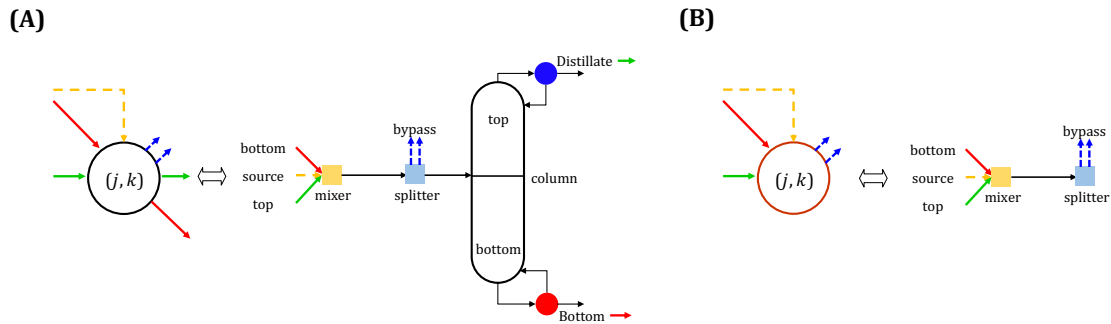 (A)
Distillate
top
bypass
bottom
(j, k)
source
column
mixer
splitter
top
bottom
Bottom
(B)
bypass
bottom
(j, k)
source
top
mixer
splitter